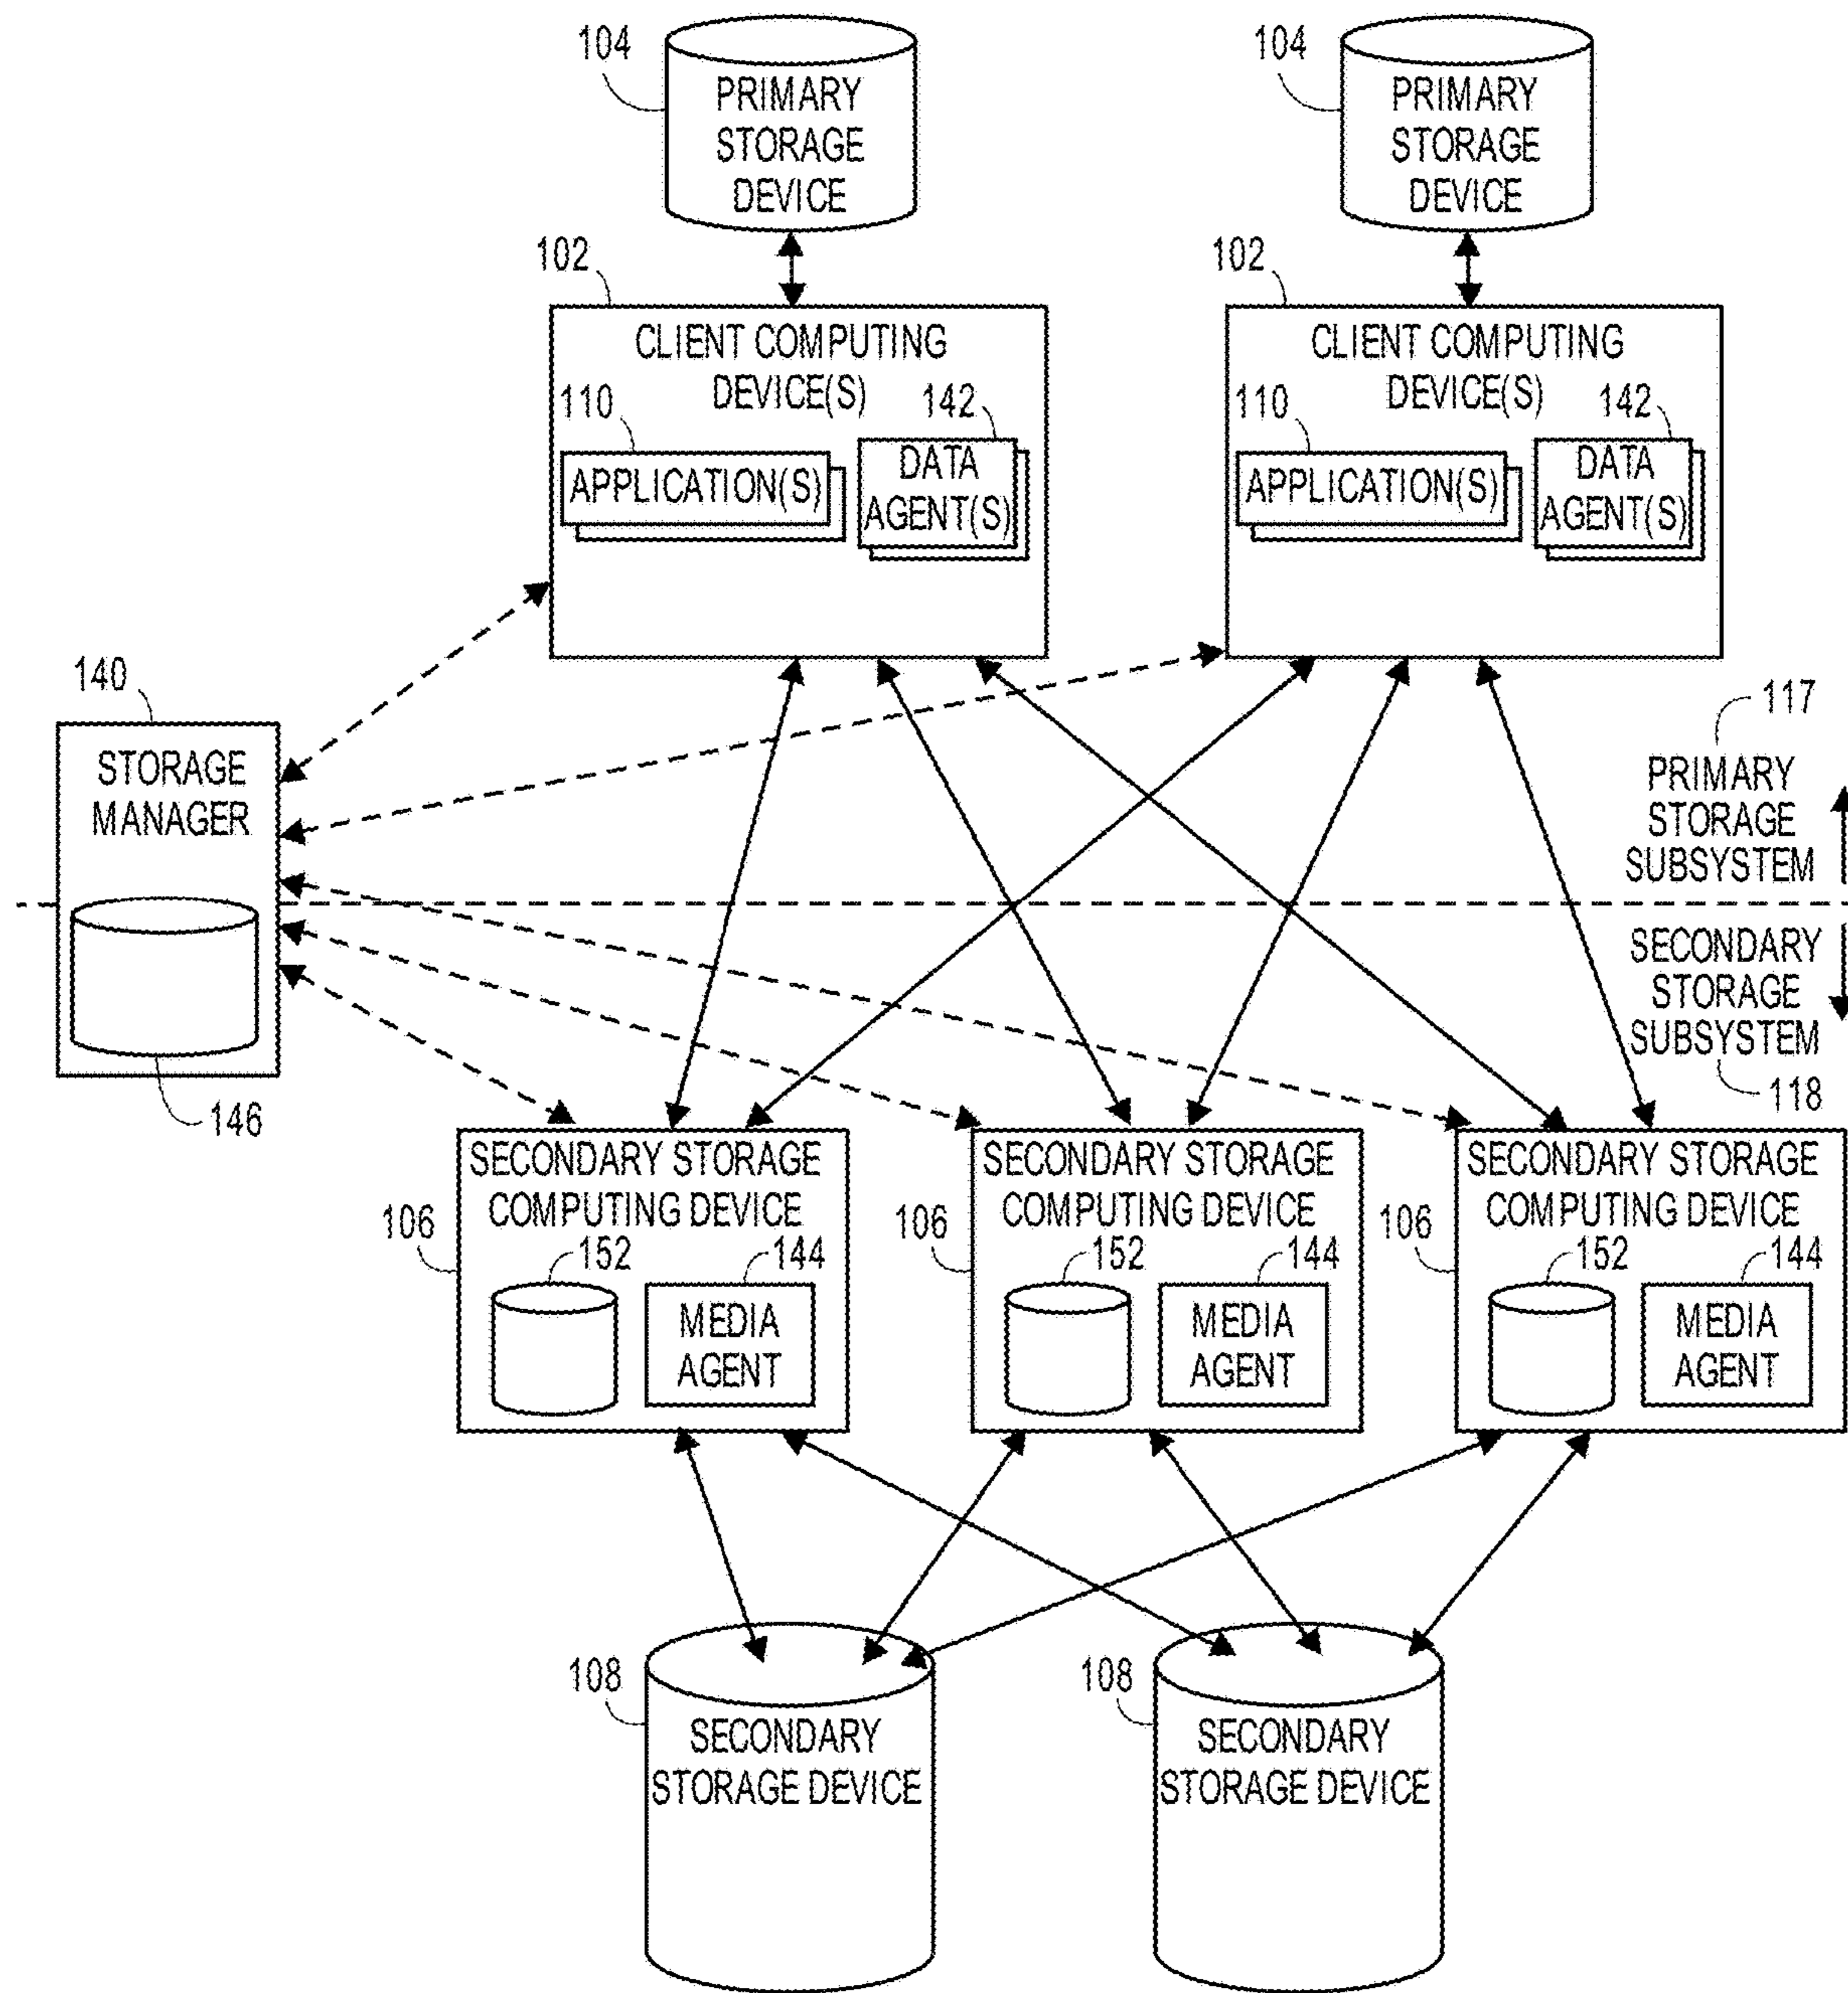 104
PRIMARY
STORAGE
DEVICE
104
PRIMARY
STORAGE
DEVICE
102
CLIENT COMPUTING
DEVICE(S)
110
142
APPLICATION(S)
DATA
AGENT(S)
102
CLIENT COMPUTING
DEVICE(S)
110
142
APPLICATION(S)
DATA
AGENT(S)
140
STORAGE
MANAGER
146
117
PRIMARY
STORAGE
SUBSYSTEM
SECONDARY
STORAGE
SUBSYSTEM
118
SECONDARY STORAGE
COMPUTING DEVICE
106
152
144
MEDIA
AGENT
SECONDARY STORAGE
COMPUTING DEVICE
106
152
144
MEDIA
AGENT
SECONDARY STORAGE
COMPUTING DEVICE
106
152
144
MEDIA
AGENT
108
SECONDARY
STORAGE DEVICE
108
SECONDARY
STORAGE DEVICE